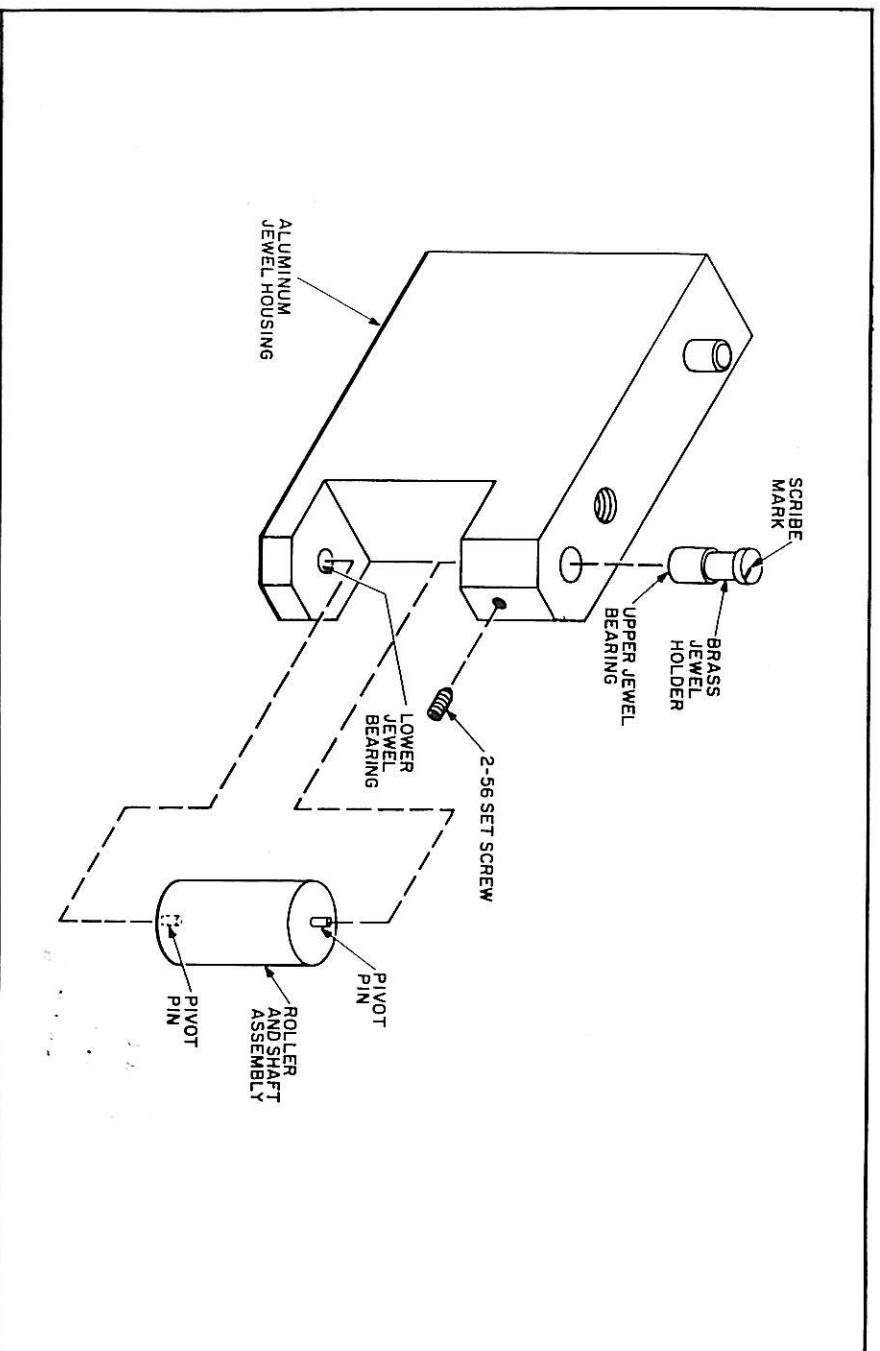 SCRIBE
MARK
BRASS
JEWEL
HOLDER
UPPER JEWEL
BEARING
2-56 SET SCREW
LOWER
JEWEL
BEARING
ALUMINUM
JEWEL HOUSING
PIVOT
PIN
PIVOT
PIN
ROLLER
AND SHAFT
ASSEMBLY